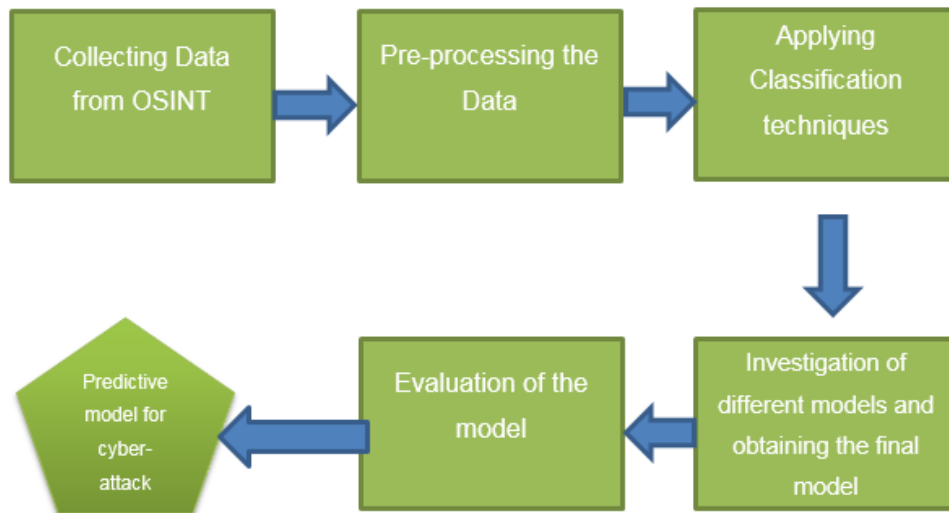 Collecting Data
from OSINT
Pre-processing the
Data
Applying
Classification
techniques
Investigation of
different models and
obtaining the final
model
Evaluation of the
model
Predictive
model for
cyber-
attack